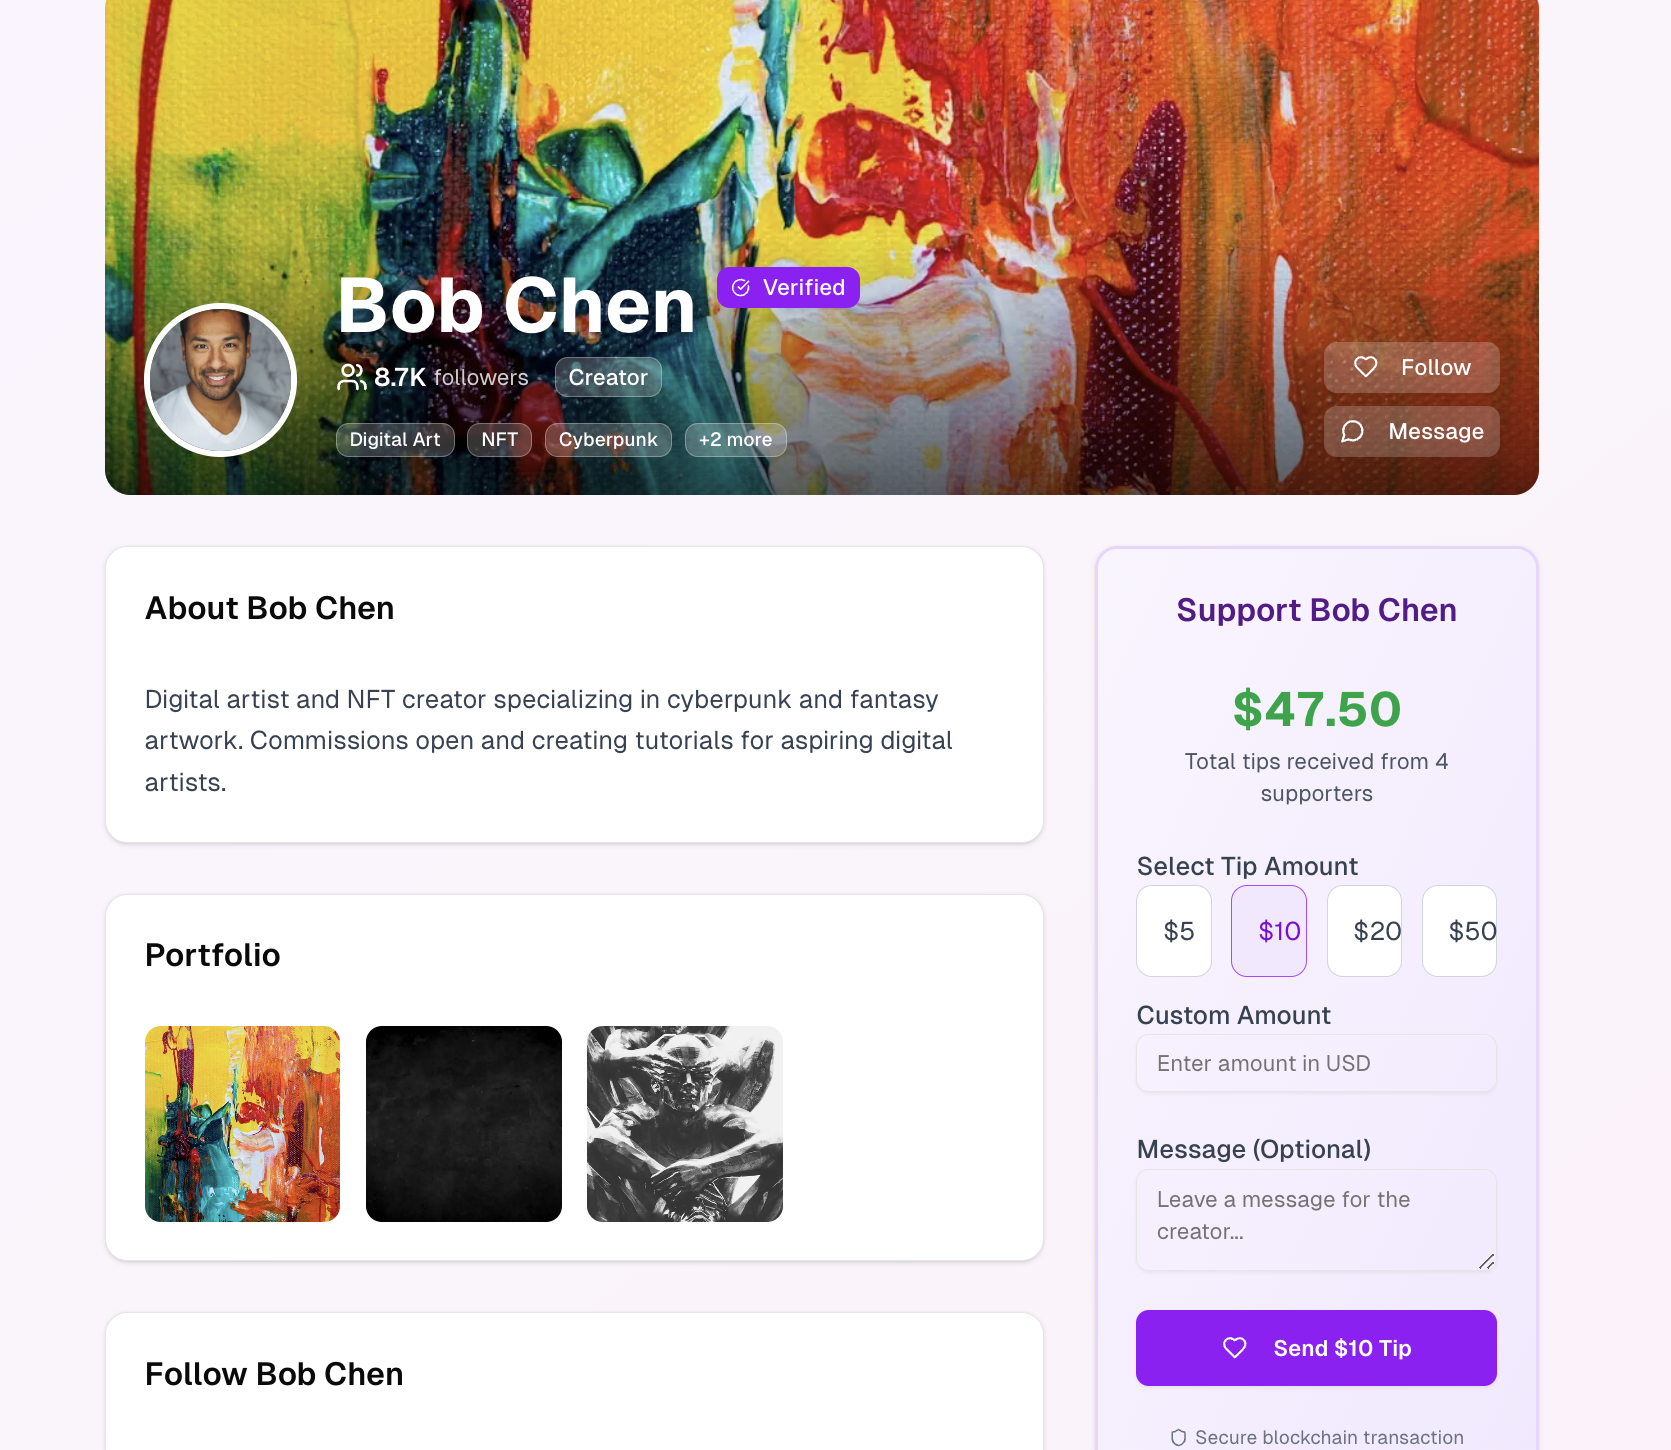 Bob Chen
Verified
8.7K followers
Creator
Digital Art
NFT
Cyberpunk
+2 more
Follow
Message
About Bob Chen
Digital artist and NFT creator specializing in cyberpunk and fantasy
artwork. Commissions open and creating tutorials for aspiring digital
artists.
Portfolio
Follow Bob Chen
Support Bob Chen
$47.50
Total tips received from 4
supporters
Select Tip Amount
$5
$10
$20
$50
Custom Amount
Enter amount in USD
Message (Optional)
Leave a message for the
creator...
Send $10 Tip
Secure blockchain transaction